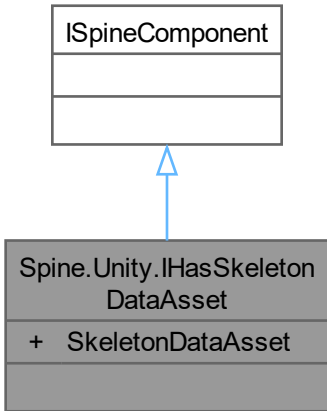 ISpineComponent
Spine.Unity.IHasSkeleton
DataAsset
+ SkeletonDataAsset